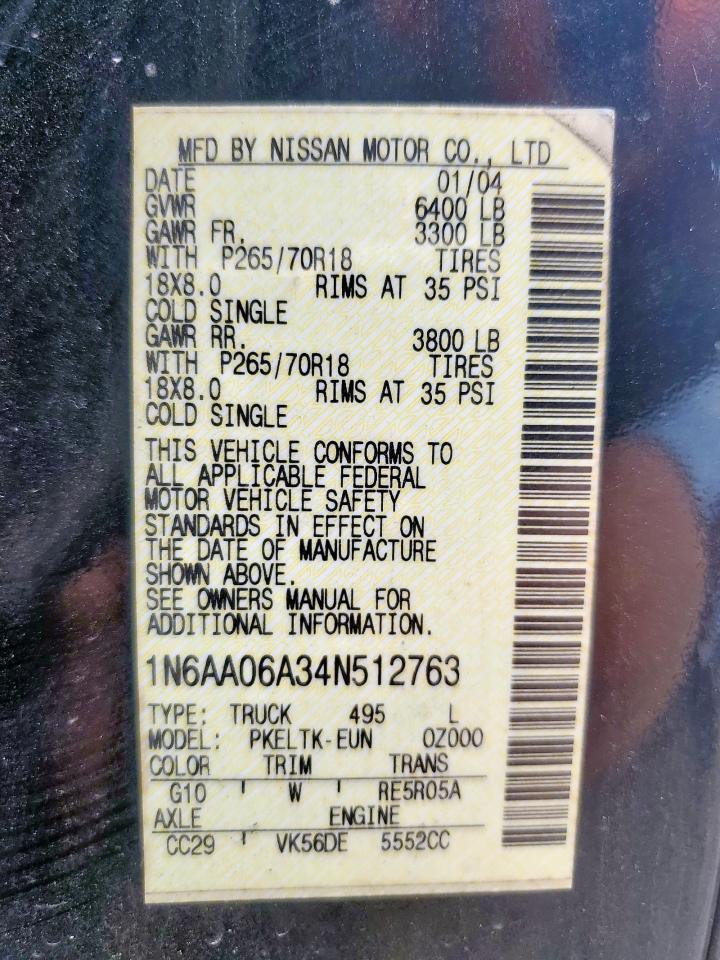 MFD BY NISSAN MOTOR CO., LTD
DATE 01/04
GVWR 6400 LB
GAWR FR. 3300 LB
WITH P265/70R18 TIRES
18X8.0 RIMS AT 35 PSI
COLD SINGLE
GAWR RR. 3800 LB
WITH P265/70R18 TIRES
18X8.0 RIMS AT 35 PSI
COLD SINGLE
THIS VEHICLE CONFORMS TO
ALL APPLICABLE FEDERAL
MOTOR VEHICLE SAFETY
STANDARDS IN EFFECT ON
THE DATE OF MANUFACTURE
SHOWN ABOVE.
SEE OWNERS MANUAL FOR
ADDITIONAL INFORMATION.
1N6AA06A34N512763
TYPE: TRUCK 495 L
MODEL: PKELTK-EUN 0Z000
COLOR TRIM TRANS
G10 ' W ' RE5R05A
AXLE ENGINE
CC29 ' VK56DE 5552CC